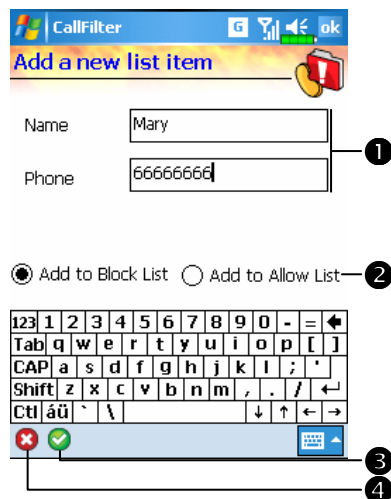 CallFilter G ok
Add a new list item
Name Mary
Phone 66666666
1
Add to Block List Add to Allow List
2
123 1 2 3 4 5 6 7 8 9 0 - =
Tab q w e r t y u i o p [ ]
CAP a s d f g h j k l ; '
Shift z x c v b n m , . /
Ctl áü ` \
3
4